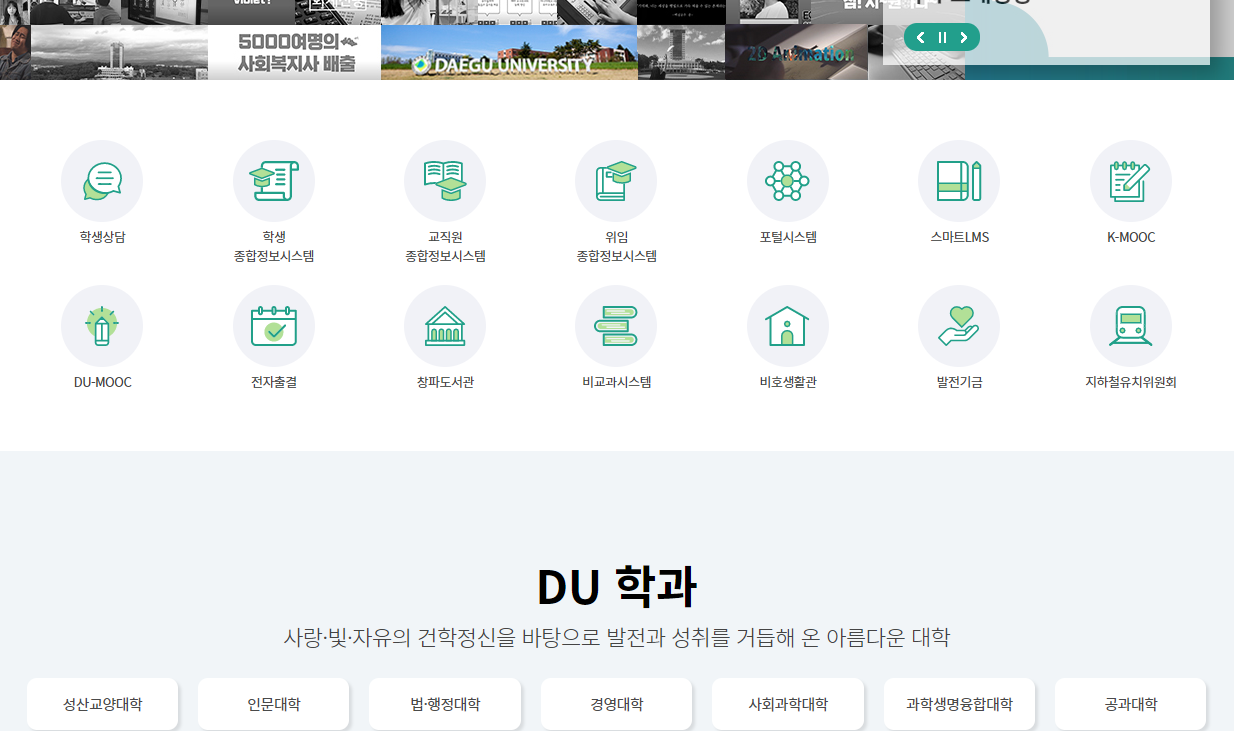 5000여명의
사회복지사 배출
DAEGU UNIVERSITY
2D Animation
학생상담
학생
종합정보시스템
교직원
종합정보시스템
위임
종합정보시스템
포털시스템
스마트LMS
K-MOOC
DU-MOOC
전자출결
창파도서관
비교과시스템
비호생활관
발전기금
지하철유치위원회
DU 학과
사랑·빛·자유의 건학정신을 바탕으로 발전과 성취를 거듭해 온 아름다운 대학
성산교양대학
인문대학
법·행정대학
경영대학
사회과학대학
과학생명융합대학
공과대학